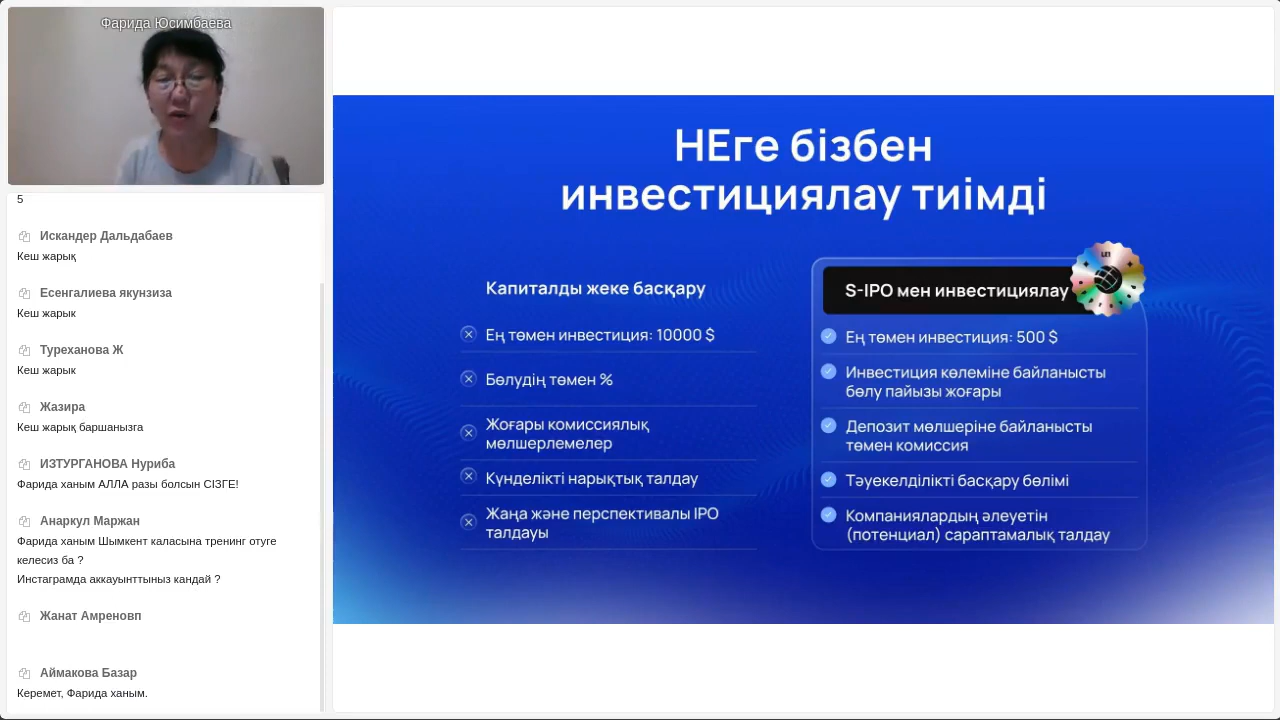 Фарида Юсимбаева
5
Искандер Дальдабаев
Кеш жарық
Есенгалиева якунзиза
Кеш жарык
Туреханова Ж
Кеш жарык
Жазира
Кеш жарық баршанызга
ИЗТУРГАНОВА Нуриба
Фарида ханым АЛЛА разы болсын СІЗГЕ!
Анаркул Маржан
Фарида ханым Шымкент каласына тренинг отуге
келесиз ба ?
Инстаграмда аккауынттыныз кандай ?
Жанат Амреновп
Аймакова Базар
Керемет, Фарида ханым.
НЕге бізбен
инвестициялау тиімді
Капиталды жеке басқару
Ең төмен инвестиция: 10000 $
Бөлудің төмен %
Жоғары комиссиялық
мөлшерлемелер
Күнделікті нарықтық талдау
Жаңа және перспективалы IPO
талдауы
S-IPO мен инвестициялау
Ең төмен инвестиция: 500 $
Инвестиция көлеміне байланысты
бөлу пайызы жоғары
Депозит мөлшеріне байланысты
төмен комиссия
Тәуекелділікті басқару бөлімі
Компаниялардың әлеуетін
(потенциал) сараптамалық талдау